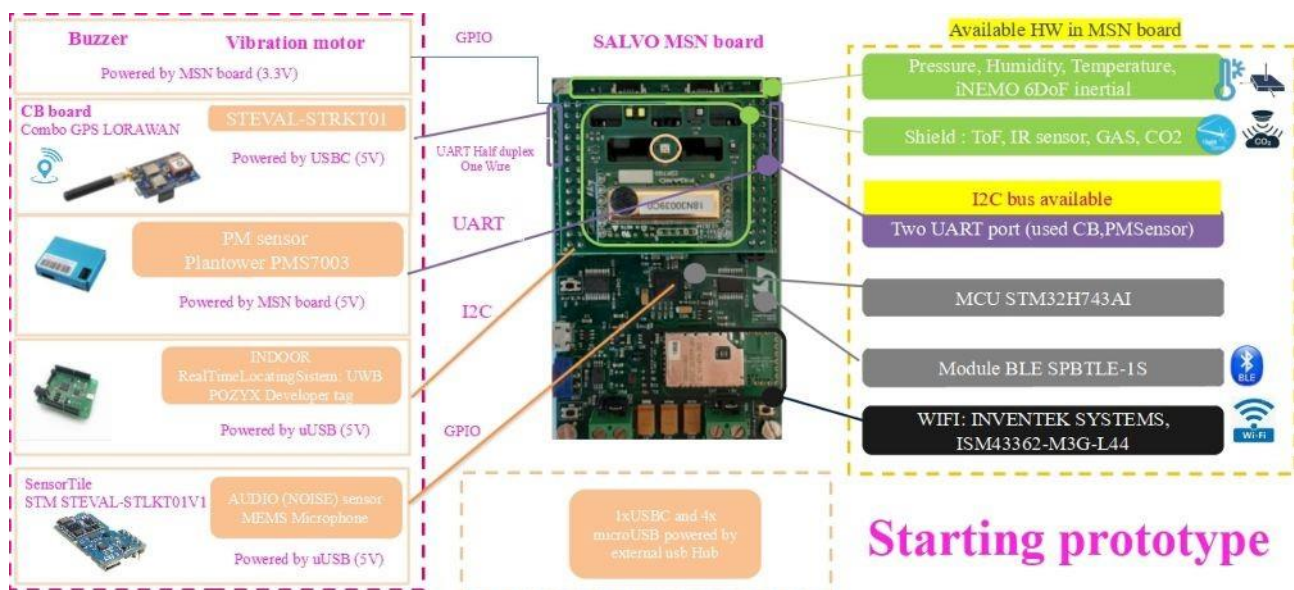 Buzzer
Vibration motor
Powered by MSN board (3.3V)
CB board
Combo GPS LORAWAN
STEVAL-STRKT01
Powered by USBC (5V)
PM sensor
Plantower PMS7003
Powered by MSN board (5V)
INDOOR
RealTimeLocatingSistem: UWB
POZYX Developer tag
Powered by uUSB (5V)
SensorTile
STM STEVAL-STLKT01V1
AUDIO (NOISE) sensor
MEMS Microphone
Powered by uUSB (5V)
GPIO
UART Half duplex
One Wire
UART
I2C
GPIO
SALVO MSN board
18N30039C0
1xUSBC and 4x
microUSB powered by
external usb Hub
Available HW in MSN board
Pressure, Humidity, Temperature,
iNEMO 6DoF inertial
Shield : ToF, IR sensor, GAS, CO2
CO2
I2C bus available
Two UART port (used CB,PMSensor)
MCU STM32H743AI
Module BLE SPBTLE-1S
BLE
WIFI: INVENTEK SYSTEMS,
ISM43362-M3G-L44
Wi-Fi
Starting prototype